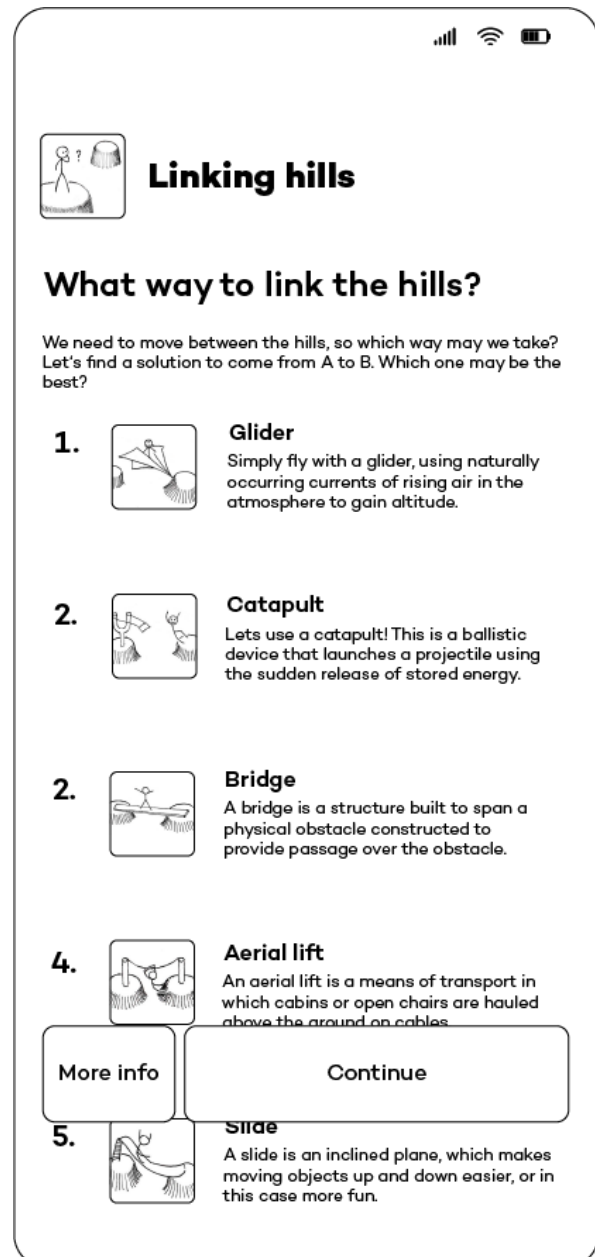 ?
Linking hills
What way to link the hills?
We need to move between the hills, so which way may we take?
Let's find a solution to come from A to B. Which one may be the
best?
1.
Glider
Simply fly with a glider, using naturally
occurring currents of rising air in the
atmosphere to gain altitude.
2.
Catapult
Lets use a catapult! This is a ballistic
device that launches a projectile using
the sudden release of stored energy.
2.
Bridge
A bridge is a structure built to span a
physical obstacle constructed to
provide passage over the obstacle.
4.
Aerial lift
An aerial lift is a means of transport in
which cabins or open chairs are hauled
above the ground on cables.
More info
Continue
5.
Slide
A slide is an inclined plane, which makes
moving objects up and down easier, or in
this case more fun.